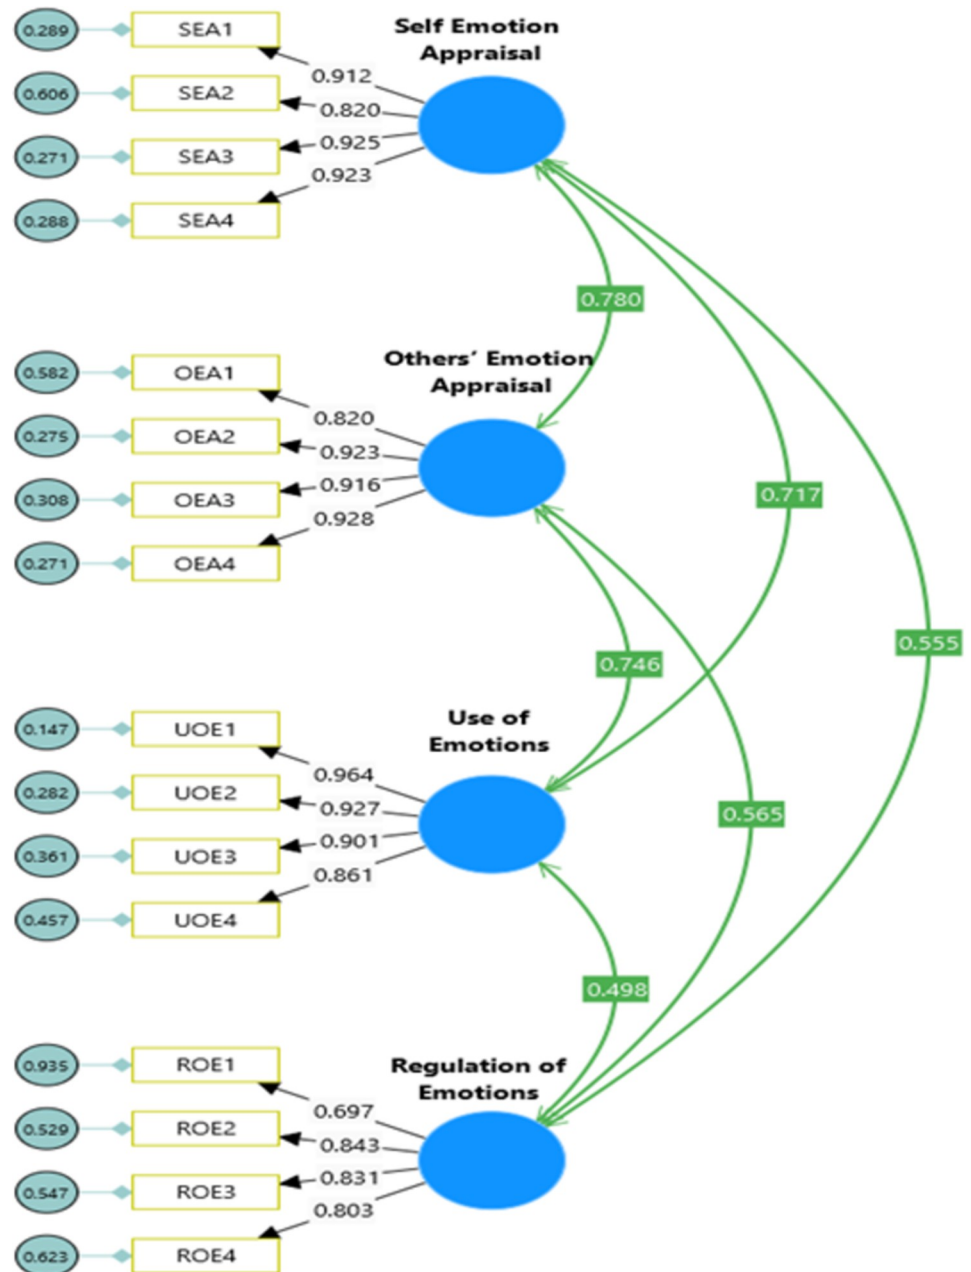 Self Emotion
Appraisal
0.289
SEA1
0.912
0.606
SEA2
0.820
0.271
SEA3
0.925
0.288
SEA4
0.923
0.780
Others' Emotion
Appraisal
0.582
OEA1
0.820
0.275
OEA2
0.923
0.308
OEA3
0.916
0.271
OEA4
0.928
0.717
0.555
0.746
Use of
Emotions
0.147
UOE1
0.964
0.282
UOE2
0.927
0.361
UOE3
0.901
0.457
UOE4
0.861
0.565
0.498
Regulation of
Emotions
0.935
ROE1
0.697
0.529
ROE2
0.843
0.547
ROE3
0.831
0.623
ROE4
0.803